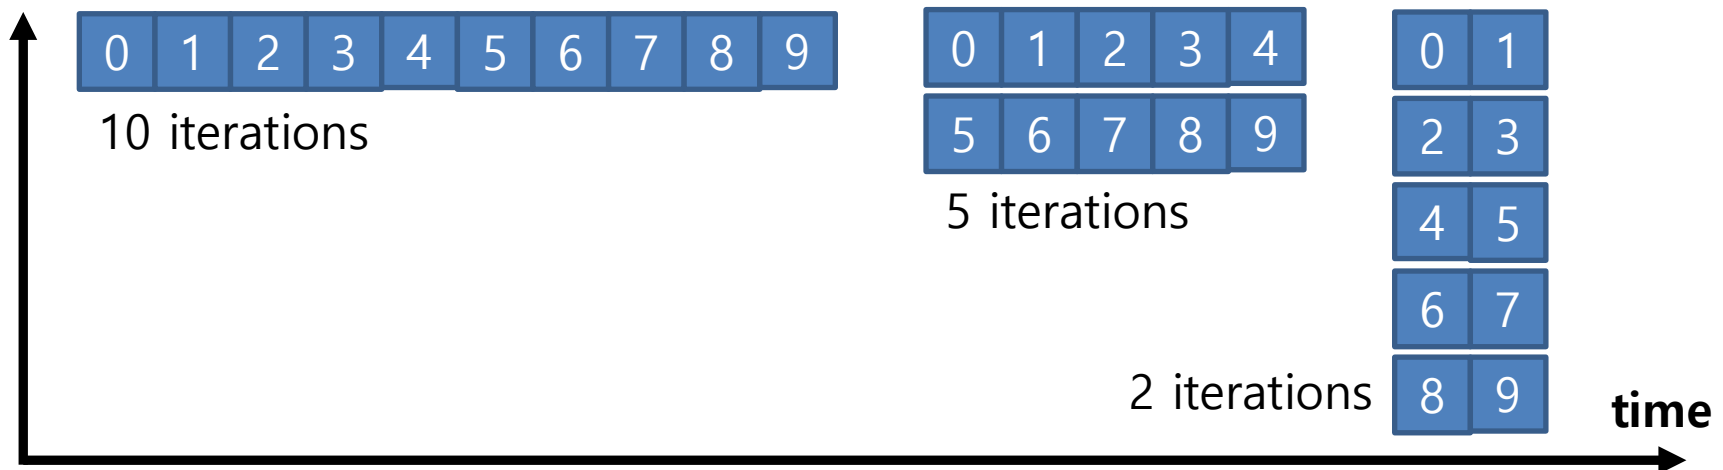 0 1 2 3 4 5 6 7 8 9
10 iterations
0 1 2 3 4
5 6 7 8 9
5 iterations
0 1
2 3
4 5
6 7
8 9
2 iterations
time